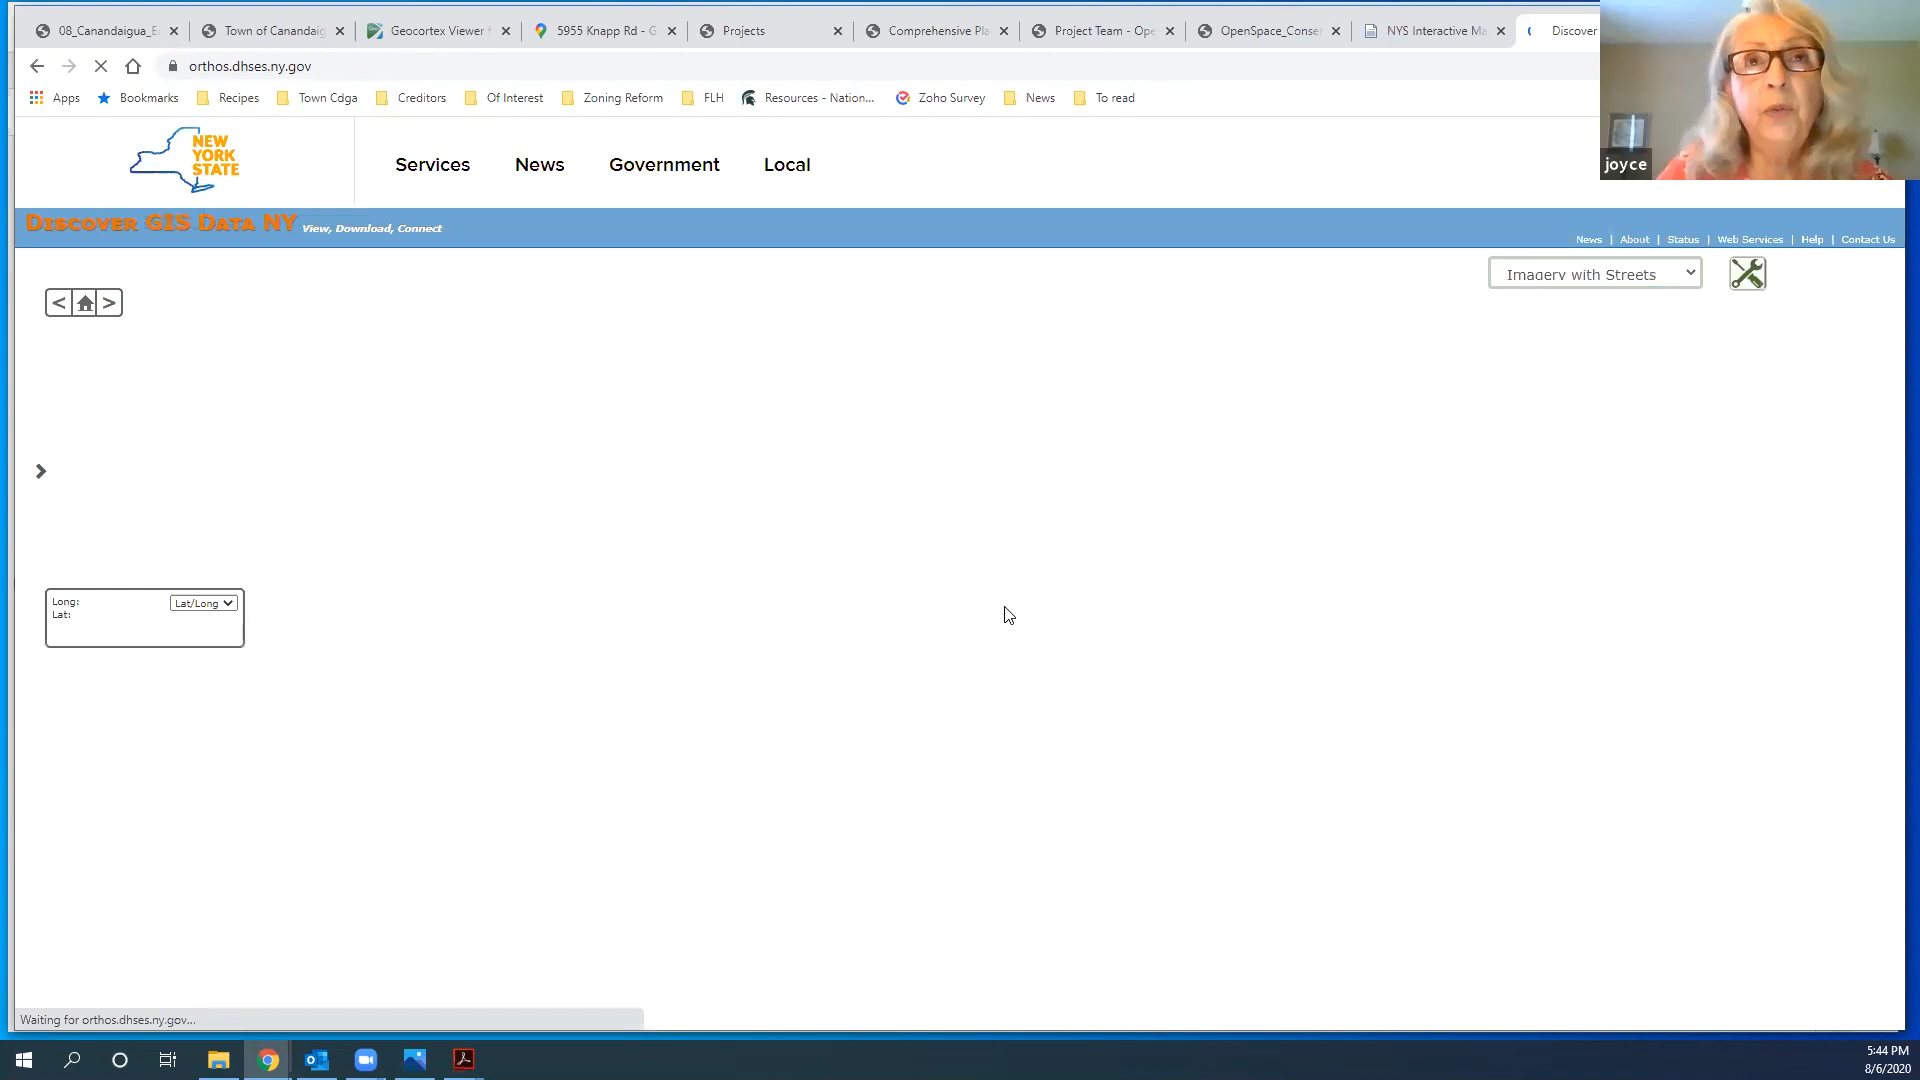 08_Canandaigua_E
Town of Canandaig
Geocortex Viewer f
5955 Knapp Rd - G
Projects
Comprehensive Pla
Project Team - Ope
OpenSpace_Conser
NYS Interactive Ma
Discover
orthos.dhses.ny.gov
Apps
Bookmarks
Recipes
Town Cdga
Creditors
Of Interest
Zoning Reform
FLH
Resources - Nation...
Zoho Survey
News
To read
joyce
NEW
YORK
STATE
Services
News
Government
Local
Discover GIS Data NY
View, Download, Connect
News | About | Status | Web Services | Help | Contact Us
Imagery with Streets
< >
Long:
Lat/Long
Lat:
Waiting for orthos.dhses.ny.gov...
5:44 PM
8/6/2020